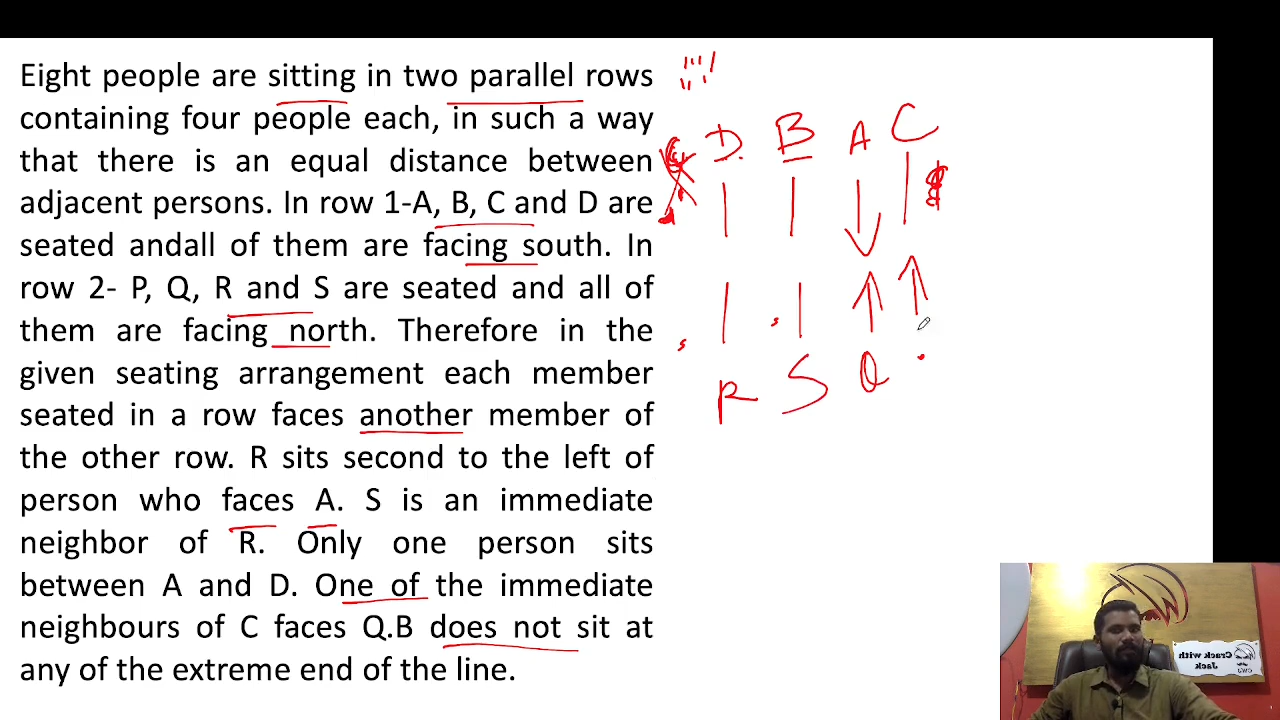 Eight people are sitting in two parallel rows
containing four people each, in such a way
that there is an equal distance between
adjacent persons. In row 1-A, B, C and D are
seated andall of them are facing south. In
row 2- P, Q, R and S are seated and all of
them are facing north. Therefore in the
given seating arrangement each member
seated in a row faces another member of
the other row. R sits second to the left of
person who faces A. S is an immediate
neighbor of R. Only one person sits
between A and D. One of the immediate
neighbours of C faces Q.B does not sit at
any of the extreme end of the line.
D B A C
R S Q
Crack with
Jack